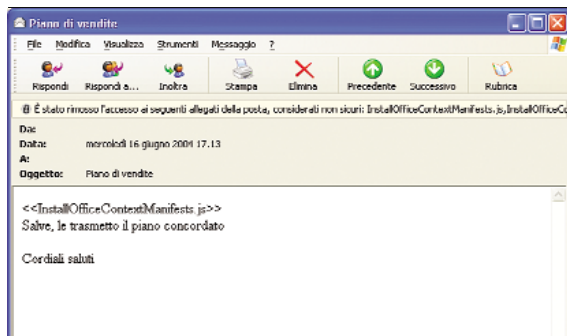 Piano di vendite
File Modifica Visualizza Strumenti Messaggio ?
Rispondi Rispondi a... Inoltra Stampa Elimina Precedente Successivo Rubrica
È stato rimosso l'accesso ai seguenti allegati della posta, considerati non sicuri: InstallOfficeContextManifests.js,InstallOfficeCo
Da:
Data: mercoledì 16 giugno 2004 17.13
A:
Oggetto: Piano di vendite
<<InstallOfficeContextManifests.js>>
Salve, le trasmetto il piano concordato
Cordiali saluti